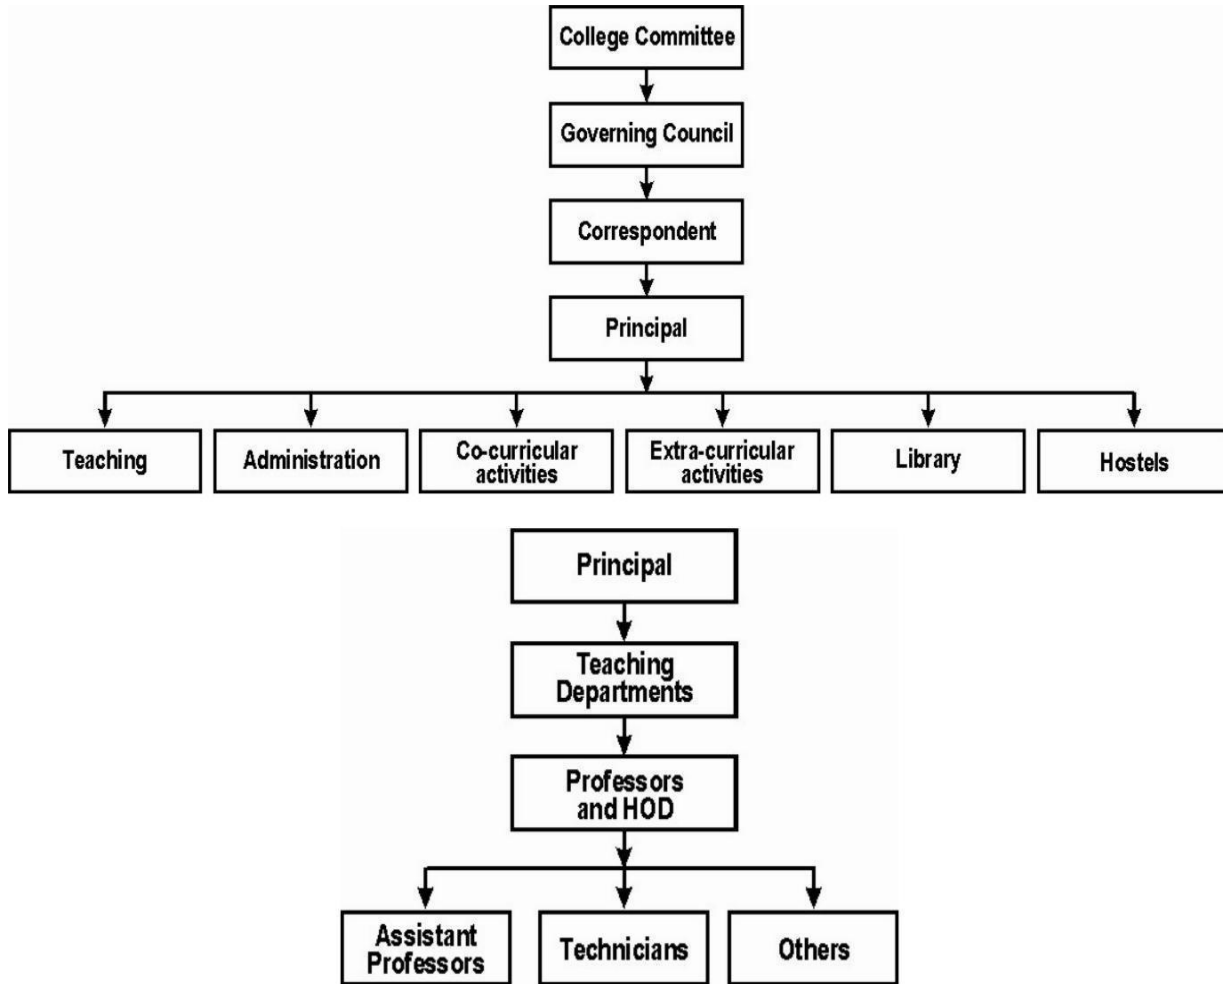 College Committee
Governing Council
Correspondent
Principal
Teaching
Administration
Co-curricular
activities
Extra-curricular
activities
Library
Hostels
Principal
Teaching
Departments
Professors
and HOD
Assistant
Professors
Technicians
Others